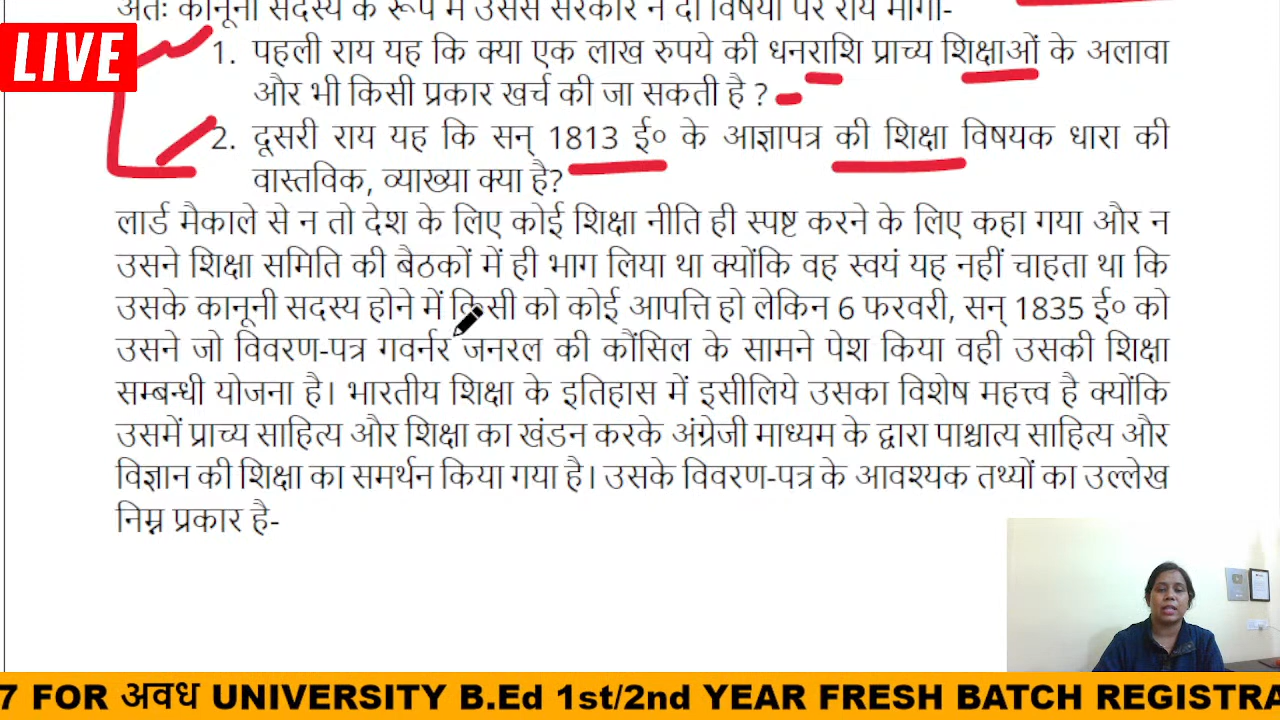 अतः कानूनी सदस्य के रूप में उससे सरकार ने दो विषयों पर राय माँगी-
LIVE
1. पहली राय यह कि क्या एक लाख रुपये की धनराशि प्राच्य शिक्षाओं के अलावा
और भी किसी प्रकार खर्च की जा सकती है ?
2. दूसरी राय यह कि सन् 1813 ई० के आज्ञापत्र की शिक्षा विषयक धारा की
वास्तविक, व्याख्या क्या है?
लार्ड मैकाले से न तो देश के लिए कोई शिक्षा नीति ही स्पष्ट करने के लिए कहा गया और न
उसने शिक्षा समिति की बैठकों में ही भाग लिया था क्योंकि वह स्वयं यह नहीं चाहता था कि
उसके कानूनी सदस्य होने में किसी को कोई आपत्ति हो लेकिन 6 फरवरी, सन् 1835 ई० को
उसने जो विवरण-पत्र गवर्नर जनरल की कौंसिल के सामने पेश किया वही उसकी शिक्षा
सम्बन्धी योजना है। भारतीय शिक्षा के इतिहास में इसीलिये उसका विशेष महत्त्व है क्योंकि
उसमें प्राच्य साहित्य और शिक्षा का खंडन करके अंग्रेजी माध्यम के द्वारा पाश्चात्य साहित्य और
विज्ञान की शिक्षा का समर्थन किया गया है। उसके विवरण-पत्र के आवश्यक तथ्यों का उल्लेख
निम्न प्रकार है-
7 FOR अवध UNIVERSITY B.Ed 1st/2nd YEAR FRESH BATCH REGISTRA